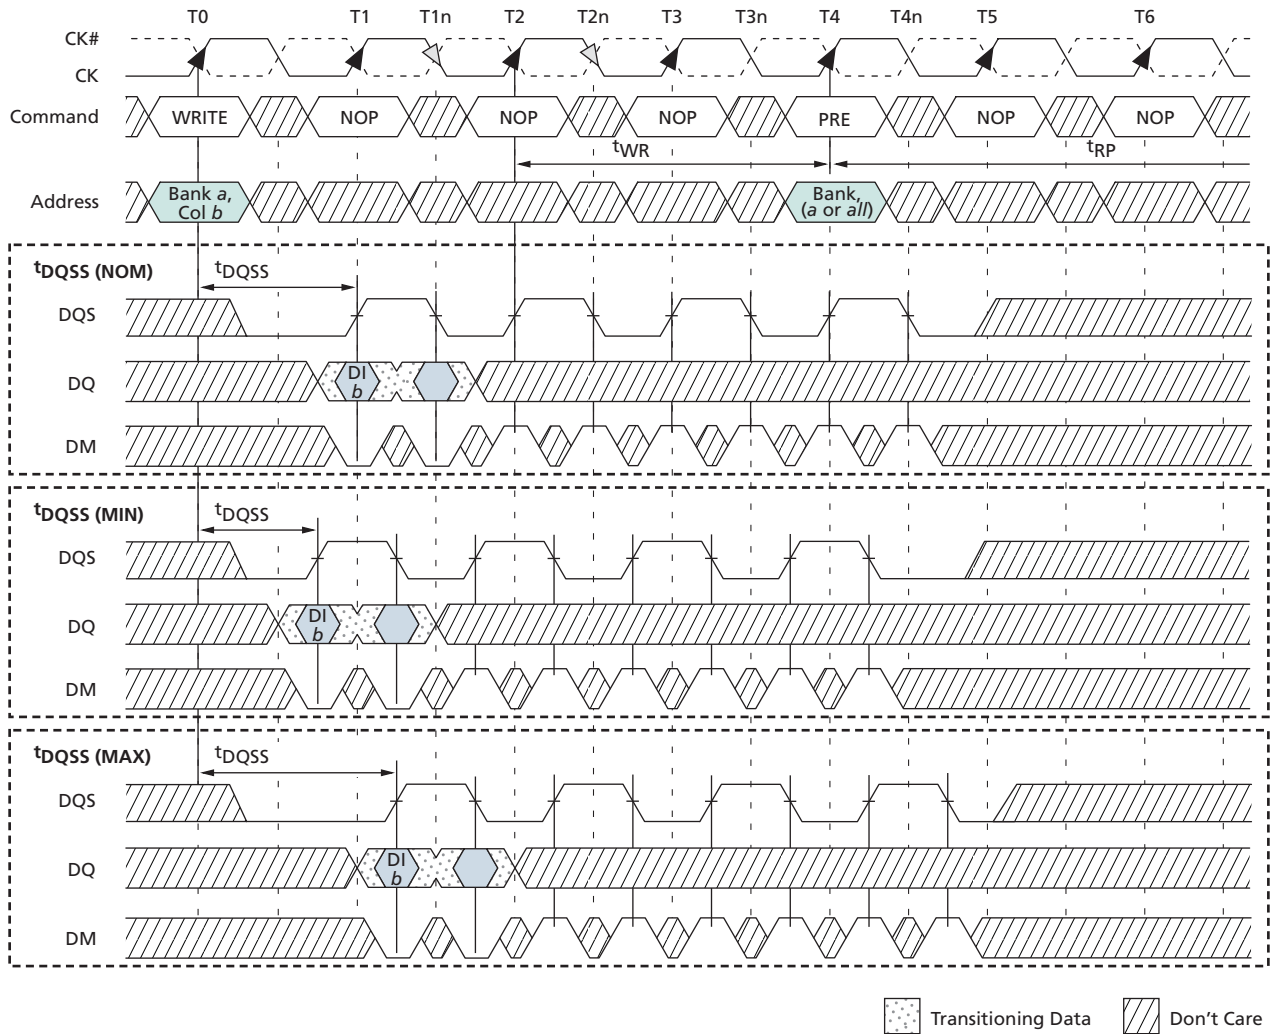 T0 T1 T1n T2 T2n T3 T3n T4 T4n T5 T6
CK#
CK
Command WRITE NOP NOP NOP PRE NOP NOP
tWR tRP
Address Bank a, Col b Bank, (a or all)
tDQSS (NOM) tDQSS
DQS
DQ DI b
DM
tDQSS (MIN) tDQSS
DQS
DQ DI b
DM
tDQSS (MAX) tDQSS
DQS
DQ DI b
DM
Transitioning Data Don't Care